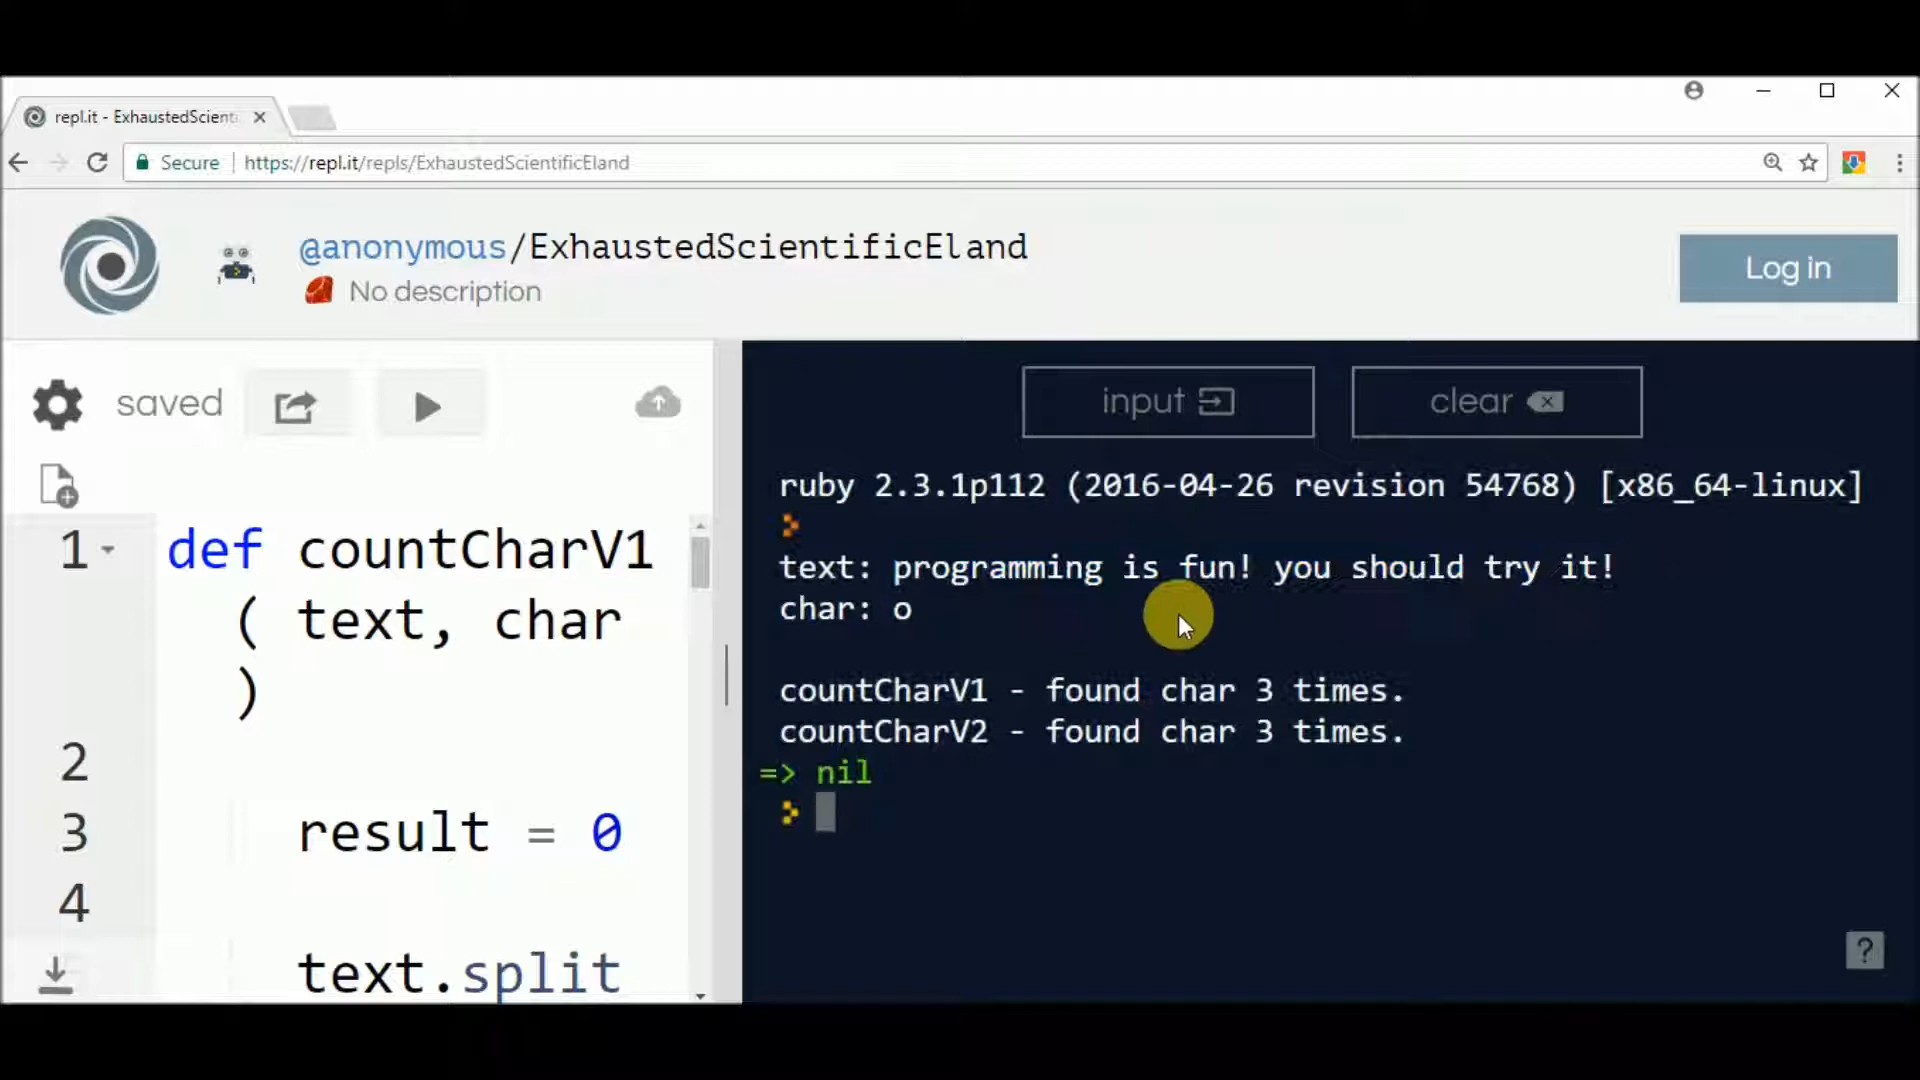 repl.it - ExhaustedScienti
Secure https://repl.it/repls/ExhaustedScientificEland
@anonymous/ExhaustedScientificEland
No description
Log in
saved
input
clear
1 def countCharV1
( text, char
)
2
3 result = 0
4
text.split
ruby 2.3.1p112 (2016-04-26 revision 54768) [x86_64-linux]
text: programming is fun! you should try it!
char: o
countCharV1 - found char 3 times.
countCharV2 - found char 3 times.
=> nil
?